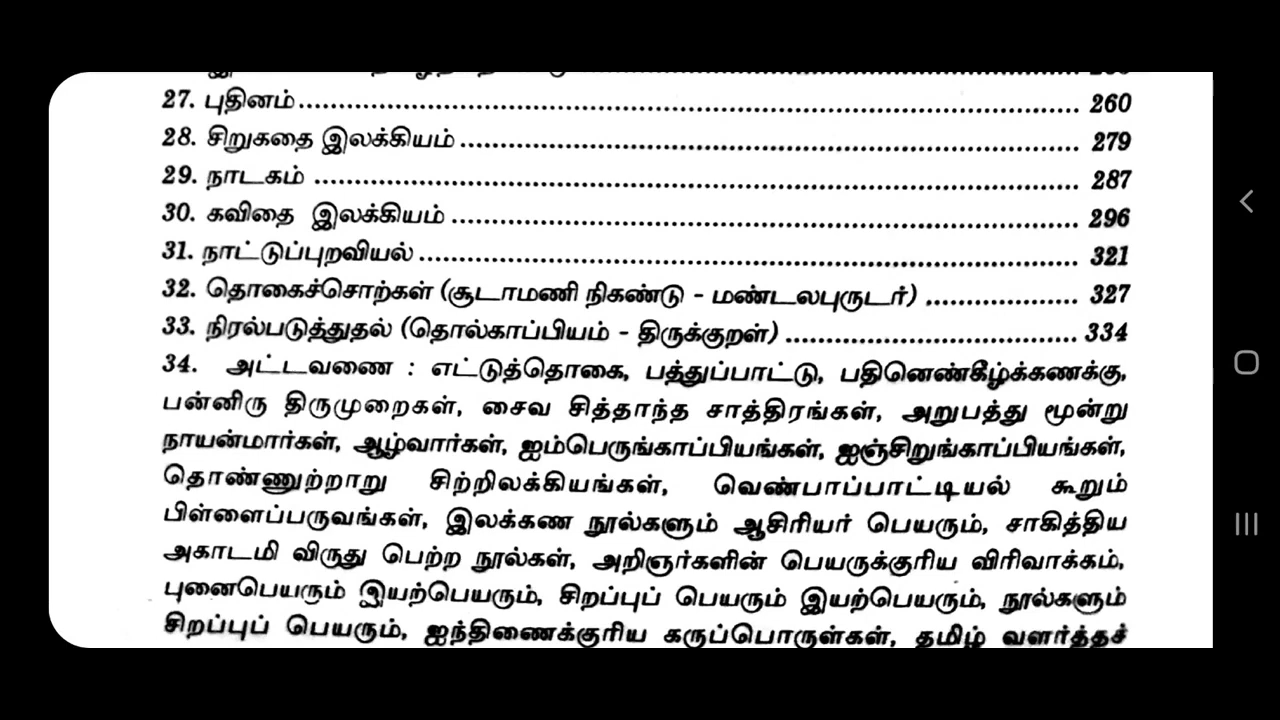 27. புதினம்.......... 260
28. சிறுகதை இலக்கியம்.......... 279
29. நாடகம் .......... 287
30. கவிதை இலக்கியம்.......... 296
31. நாட்டுப்புறவியல்.......... 321
32. தொகைச்சொற்கள் (சூடாமணி நிகண்டு - மண்டலபுருடர்) .......... 327
33. நிரல்படுத்துதல் (தொல்காப்பியம் - திருக்குறள்) .......... 334
34. அட்டவணை : எட்டுத்தொகை, பத்துப்பாட்டு, பதினெண்கீழ்க்கணக்கு,
பன்னிரு திருமுறைகள், சைவ சித்தாந்த சாத்திரங்கள், அறுபத்து மூன்று
நாயன்மார்கள், ஆழ்வார்கள், ஐம்பெருங்காப்பியங்கள், ஐஞ்சிறுங்காப்பியங்கள்,
தொண்ணுற்றாறு சிற்றிலக்கியங்கள், வெண்பாப்பாட்டியல் கூறும்
பிள்ளைப்பருவங்கள், இலக்கண நூல்களும் ஆசிரியர் பெயரும், சாகித்திய
அகாடமி விருது பெற்ற நூல்கள், அறிஞர்களின் பெயருக்குரிய விரிவாக்கம்,
புனைபெயரும் இயற்பெயரும், சிறப்புப் பெயரும் இயற்பெயரும், நூல்களும்
சிறப்புப் பெயரும், ஐந்திணைக்குரிய கருப்பொருள்கள், தமிழ் வளர்த்தச்